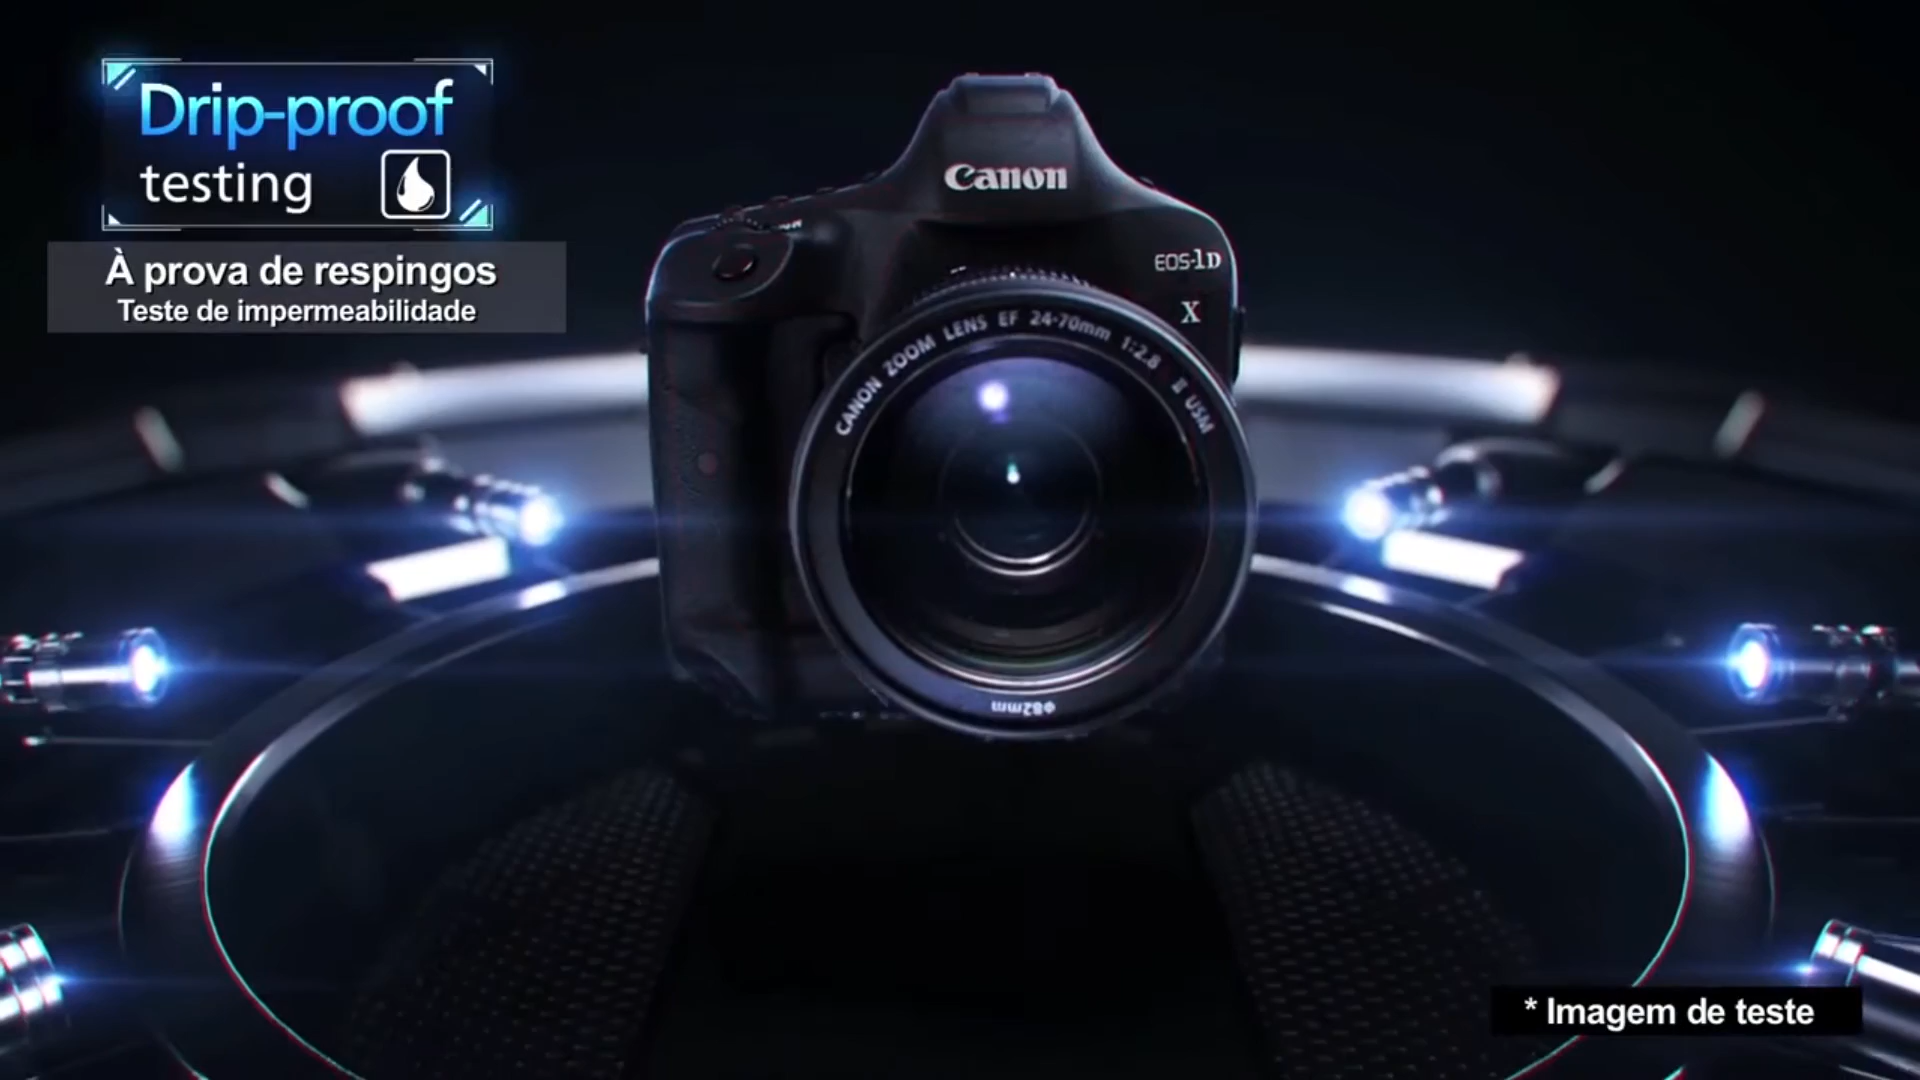 Drip-proof
testing
À prova de respingos
Teste de impermeabilidade
Canon
EOS-1D
X
CANON ZOOM LENS EF 24-70mm 1:2.8 II USM
ø82mm
* Imagem de teste